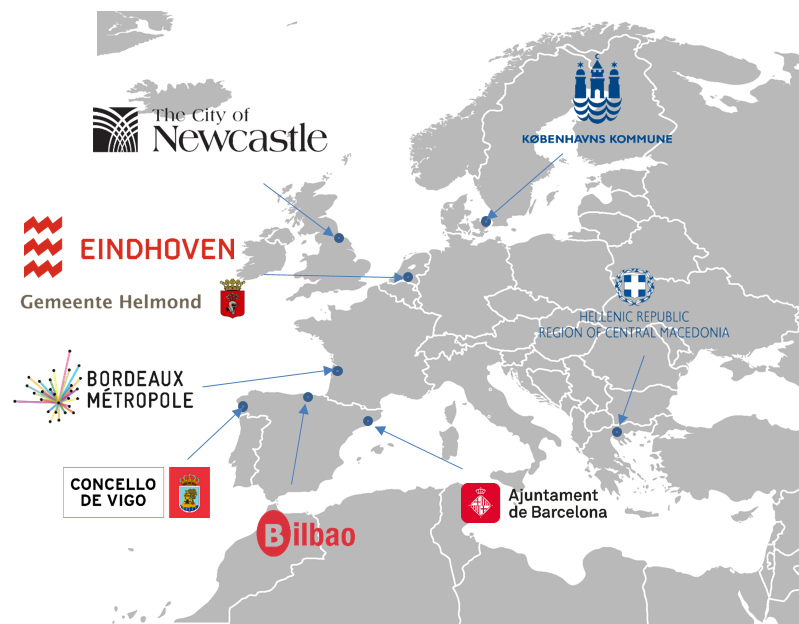 The City of
Newcastle
KØBENHAVNS KOMMUNE
EINDHOVEN
Gemeente Helmond
HELLENIC REPUBLIC
REGION OF CENTRAL MACEDONIA
BORDEAUX
MÉTROPOLE
CONCELLO
DE VIGO
Bilbao
Ajuntament
de Barcelona